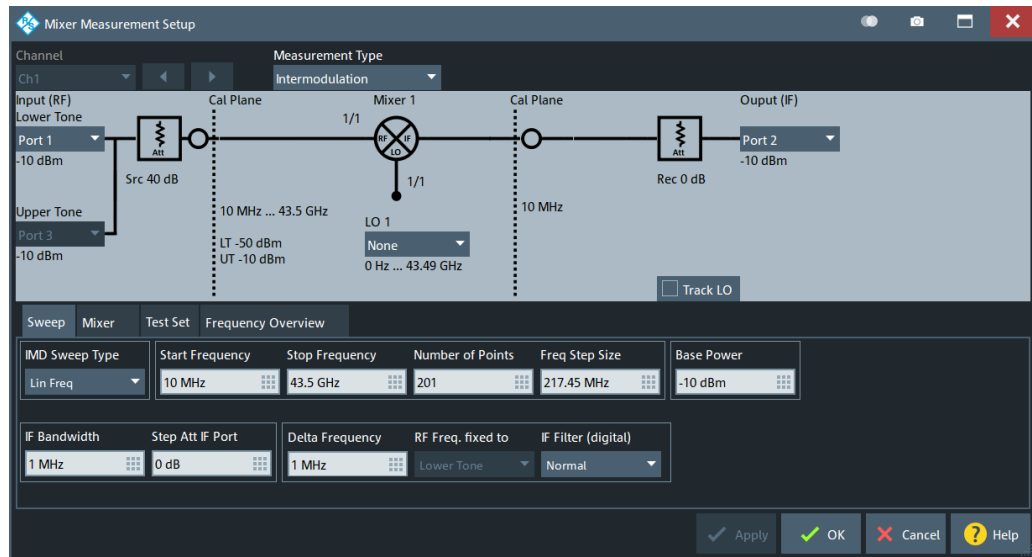 Mixer Measurement Setup
Channel
Measurement Type
Ch1
Intermodulation
Input (RF)
Cal Plane
Mixer 1
Cal Plane
Ouput (IF)
Lower Tone
1/1
Port 1
Att
RF IF
LO
Att
Port 2
-10 dBm
-10 dBm
Src 40 dB
1/1
Rec 0 dB
Upper Tone
10 MHz ... 43.5 GHz
10 MHz
LO 1
Port 3
LT -50 dBm
None
-10 dBm
UT -10 dBm
0 Hz ... 43.49 GHz
Track LO
Sweep Mixer Test Set Frequency Overview
IMD Sweep Type Start Frequency Stop Frequency Number of Points Freq Step Size Base Power
Lin Freq 10 MHz 43.5 GHz 201 217.45 MHz -10 dBm
IF Bandwidth Step Att IF Port Delta Frequency RF Freq. fixed to IF Filter (digital)
1 MHz 0 dB 1 MHz Lower Tone Normal
Apply OK Cancel ? Help